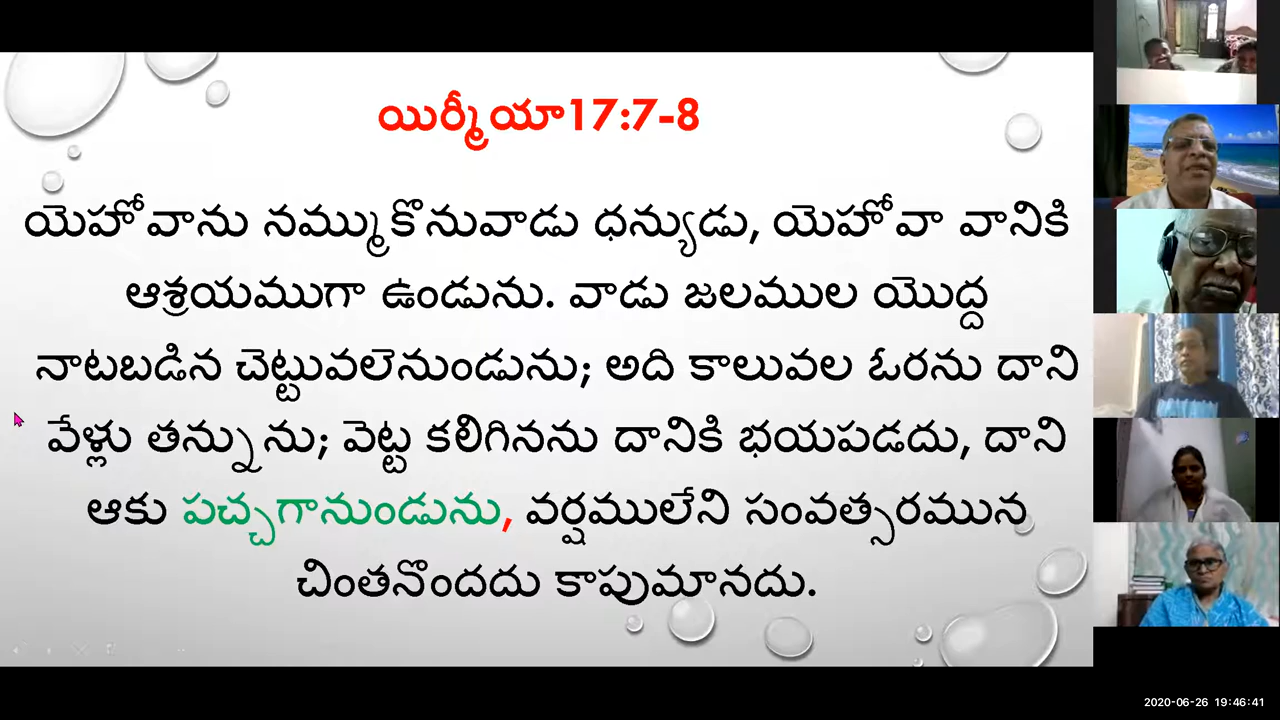 యిర్మీయా17:7-8
యెహోవాను నమ్ముకొనువాడు ధన్యుడు, యెహోవా వానికి
ఆశ్రయముగా ఉండును. వాడు జలముల యొద్ద
నాటబడిన చెట్టువలెనుండును; అది కాలువల ఓరను దాని
వేళ్లు తన్నును; వెట్ట కలిగినను దానికి భయపడదు, దాని
ఆకు పచ్చగానుండును, వర్షములేని సంవత్సరమున
చింతనొందదు కాపుమానదు.
2020-06-26 19:46:41